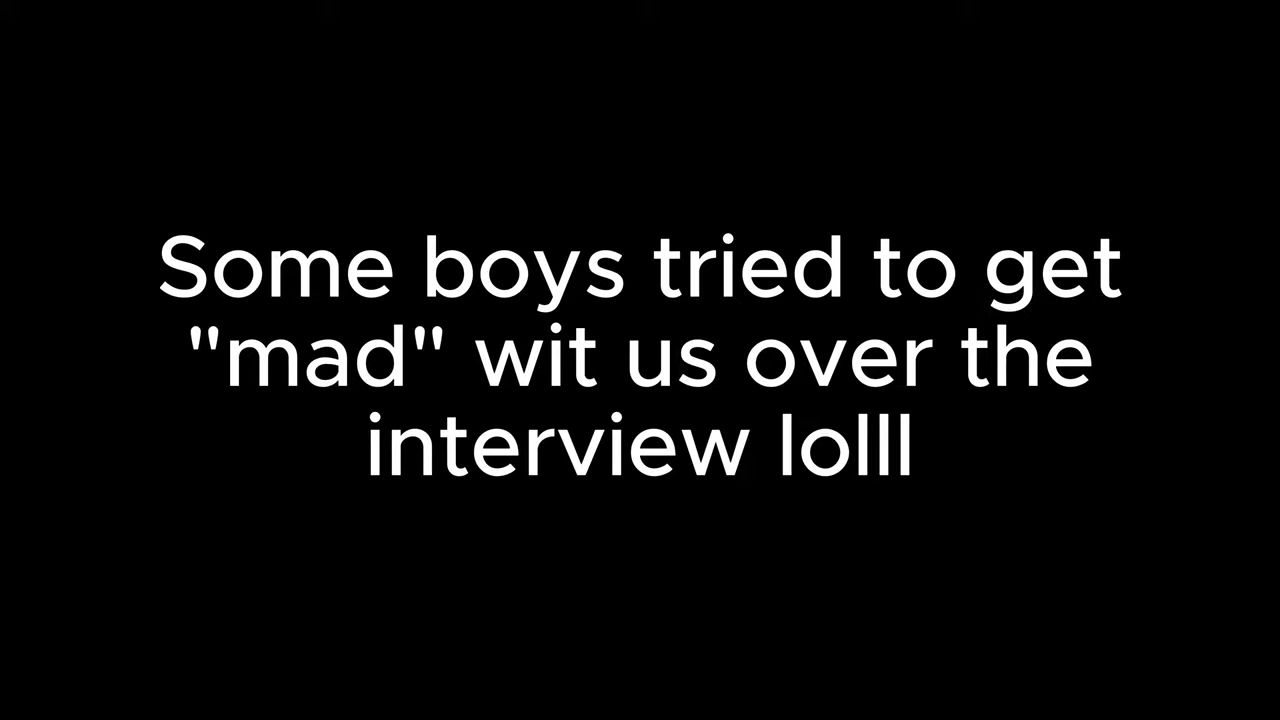 Some boys tried to get
"mad" wit us over the
interview lolll